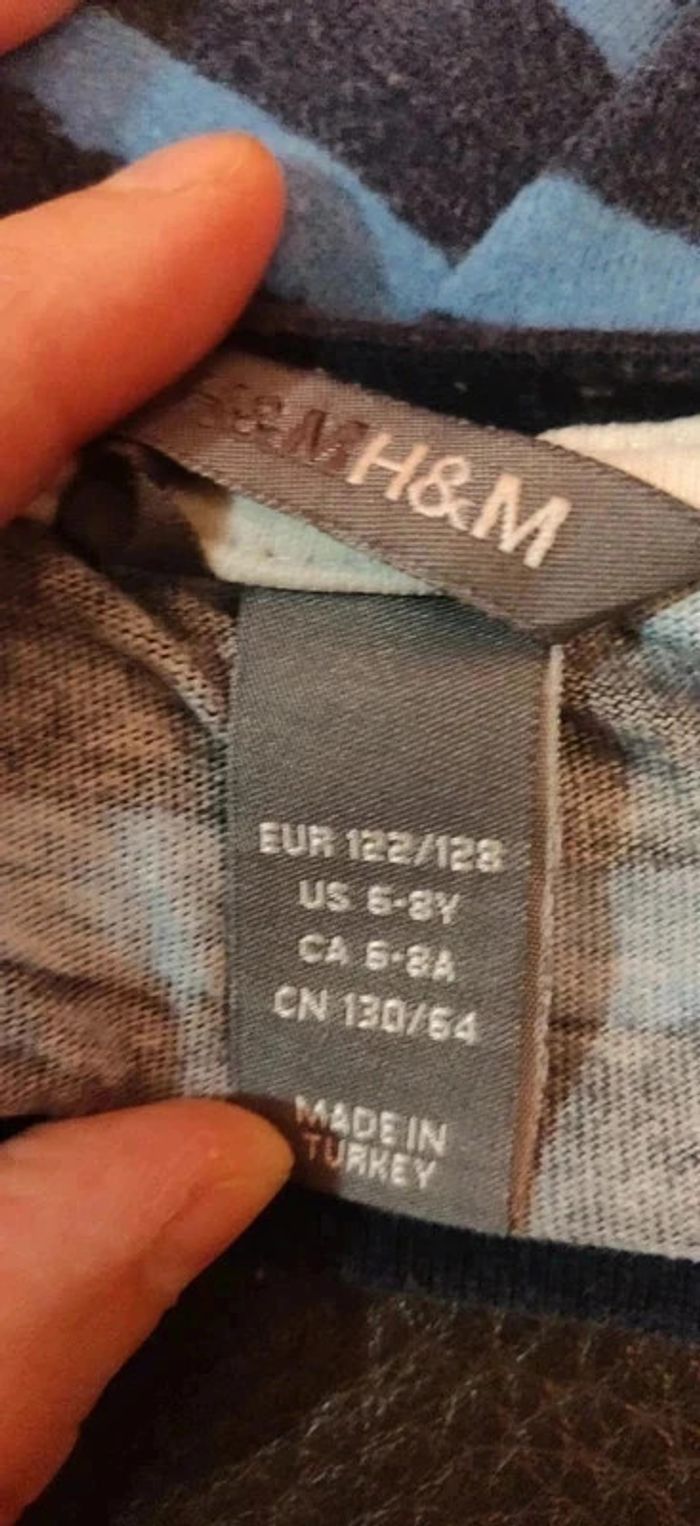 H&M H&M
EUR 122/128
US 6-8Y
CA 6-8A
CN 130/64
MADE IN
TURKEY